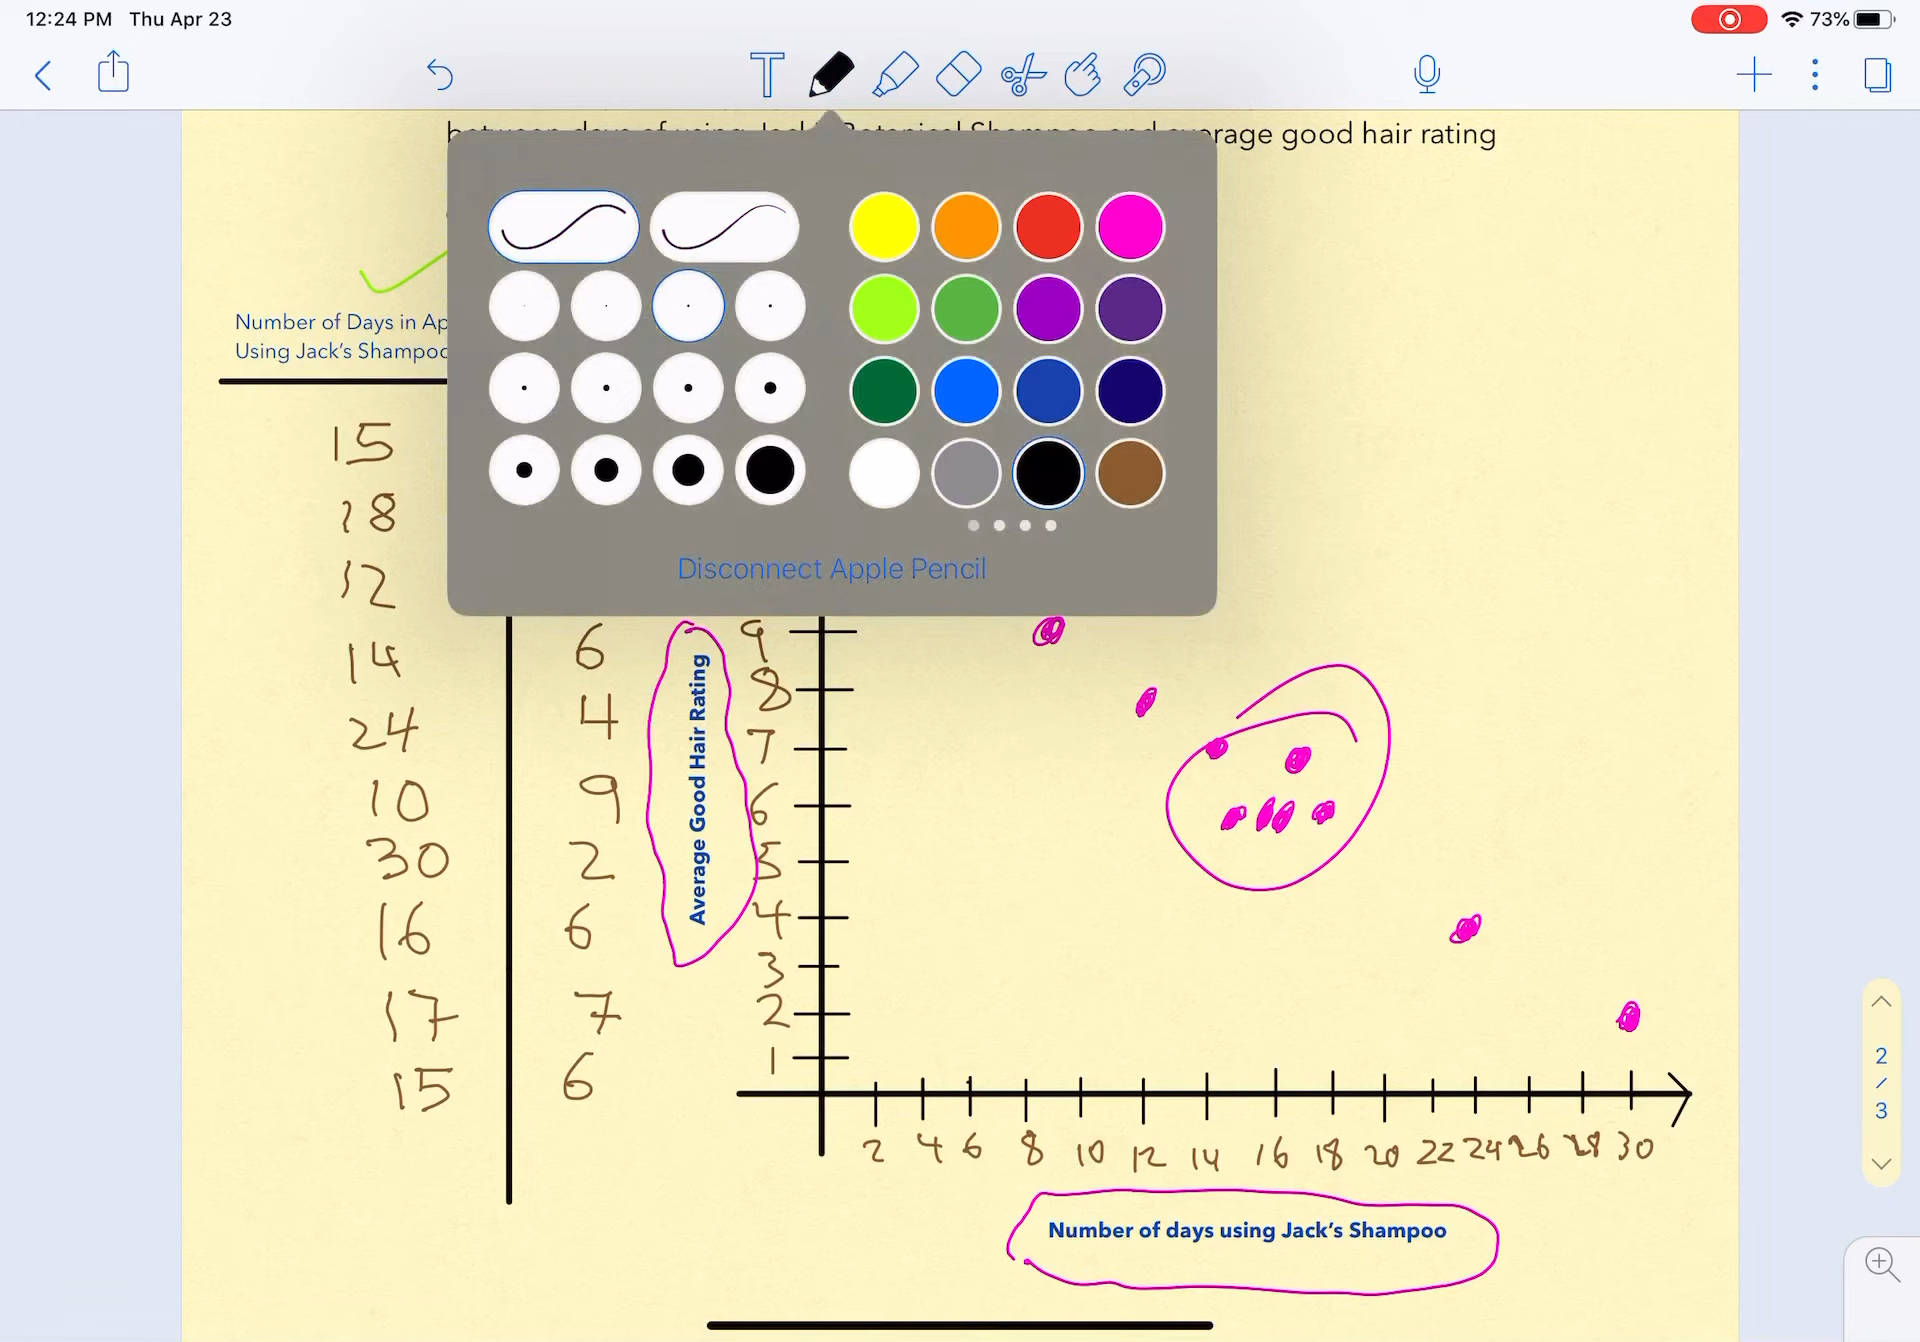 12:24 PM Thu Apr 23
73%
rage good hair rating
Number of Days in Ap
Using Jack's Shampoo
Disconnect Apple Pencil
15
18
12
14 6
24 4
10 9
30 2
16 6
17 7
15 6
Average Good Hair Rating
9
8
7
6
5
4
3
2
1
2 4 6 8 10 12 14 16 18 20 22 24 26 28 30
Number of days using Jack's Shampoo
2
/
3